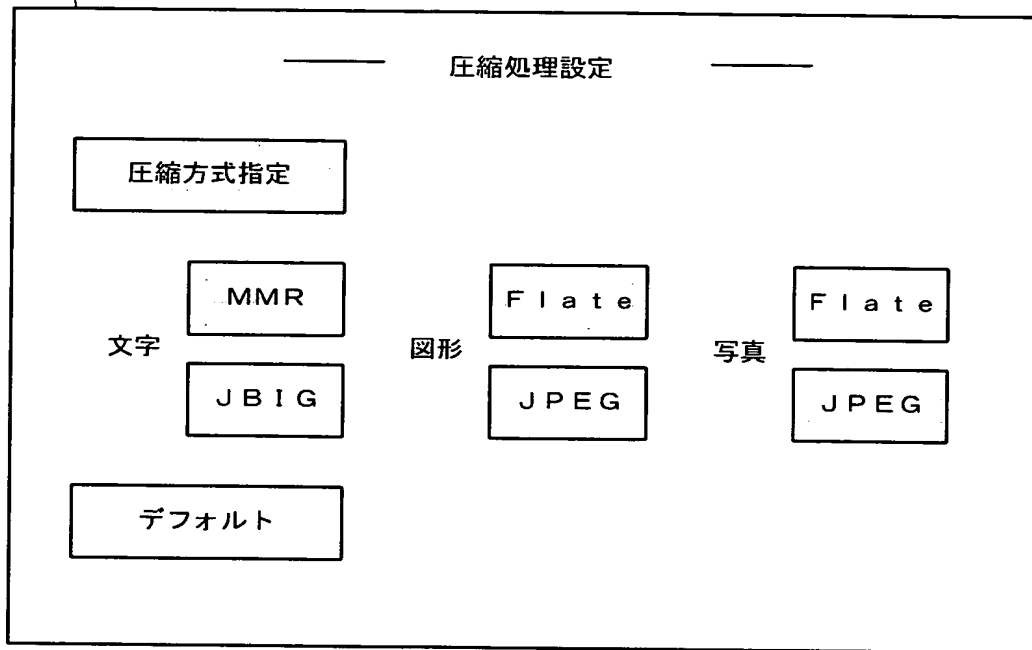 圧縮処理設定
圧縮方式指定
文字
MMR
JBIG
図形
Flate
JPEG
写真
Flate
JPEG
デフォルト